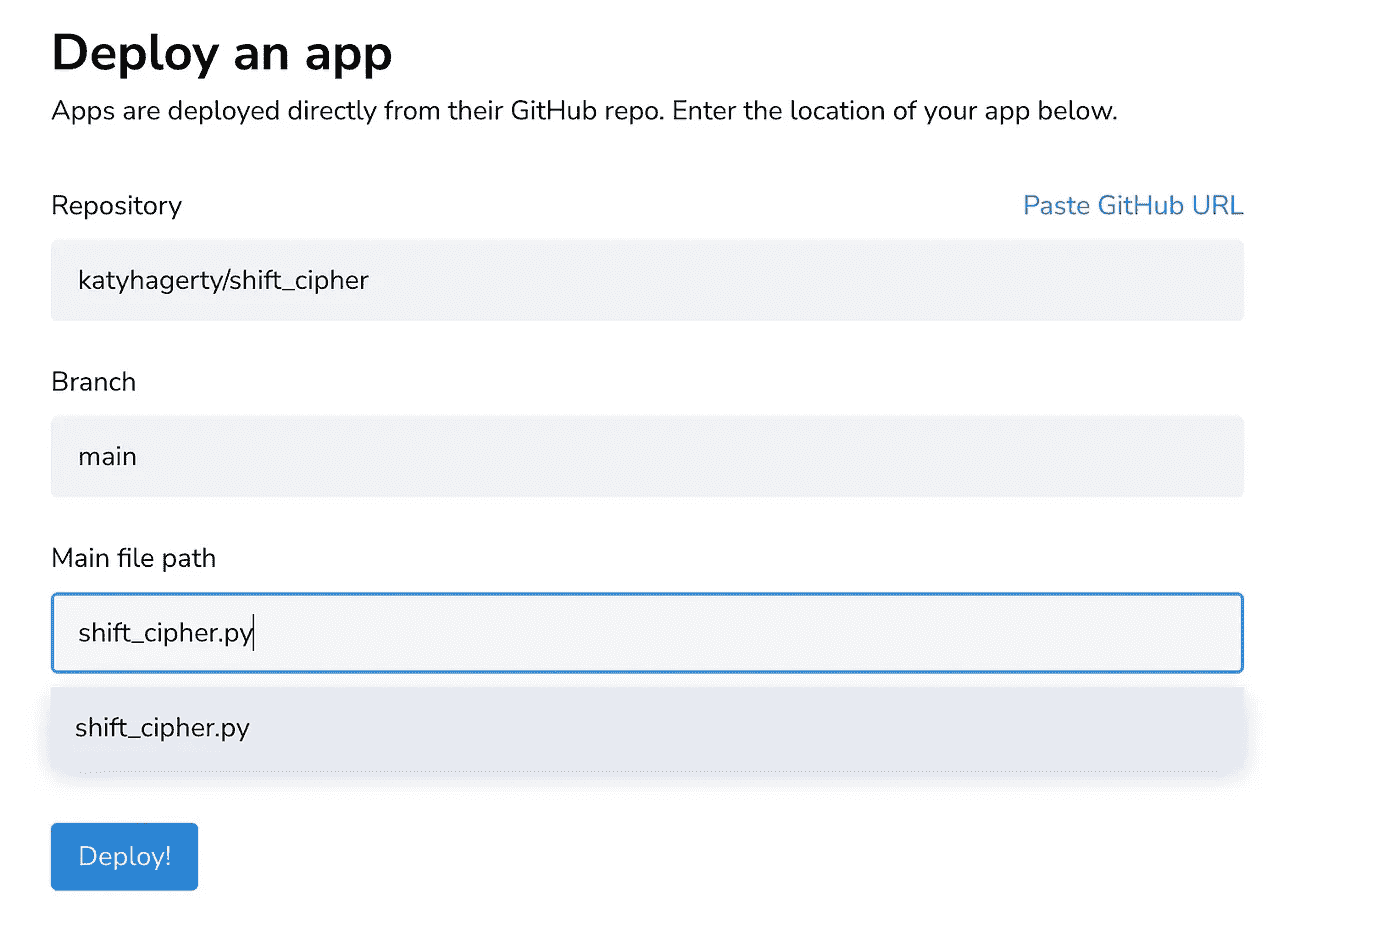 Deploy an app
Apps are deployed directly from their GitHub repo. Enter the location of your app below.
Repository
Paste GitHub URL
katyhagerty/shift_cipher
Branch
main
Main file path
shift_cipher.py
shift_cipher.py
Deploy!